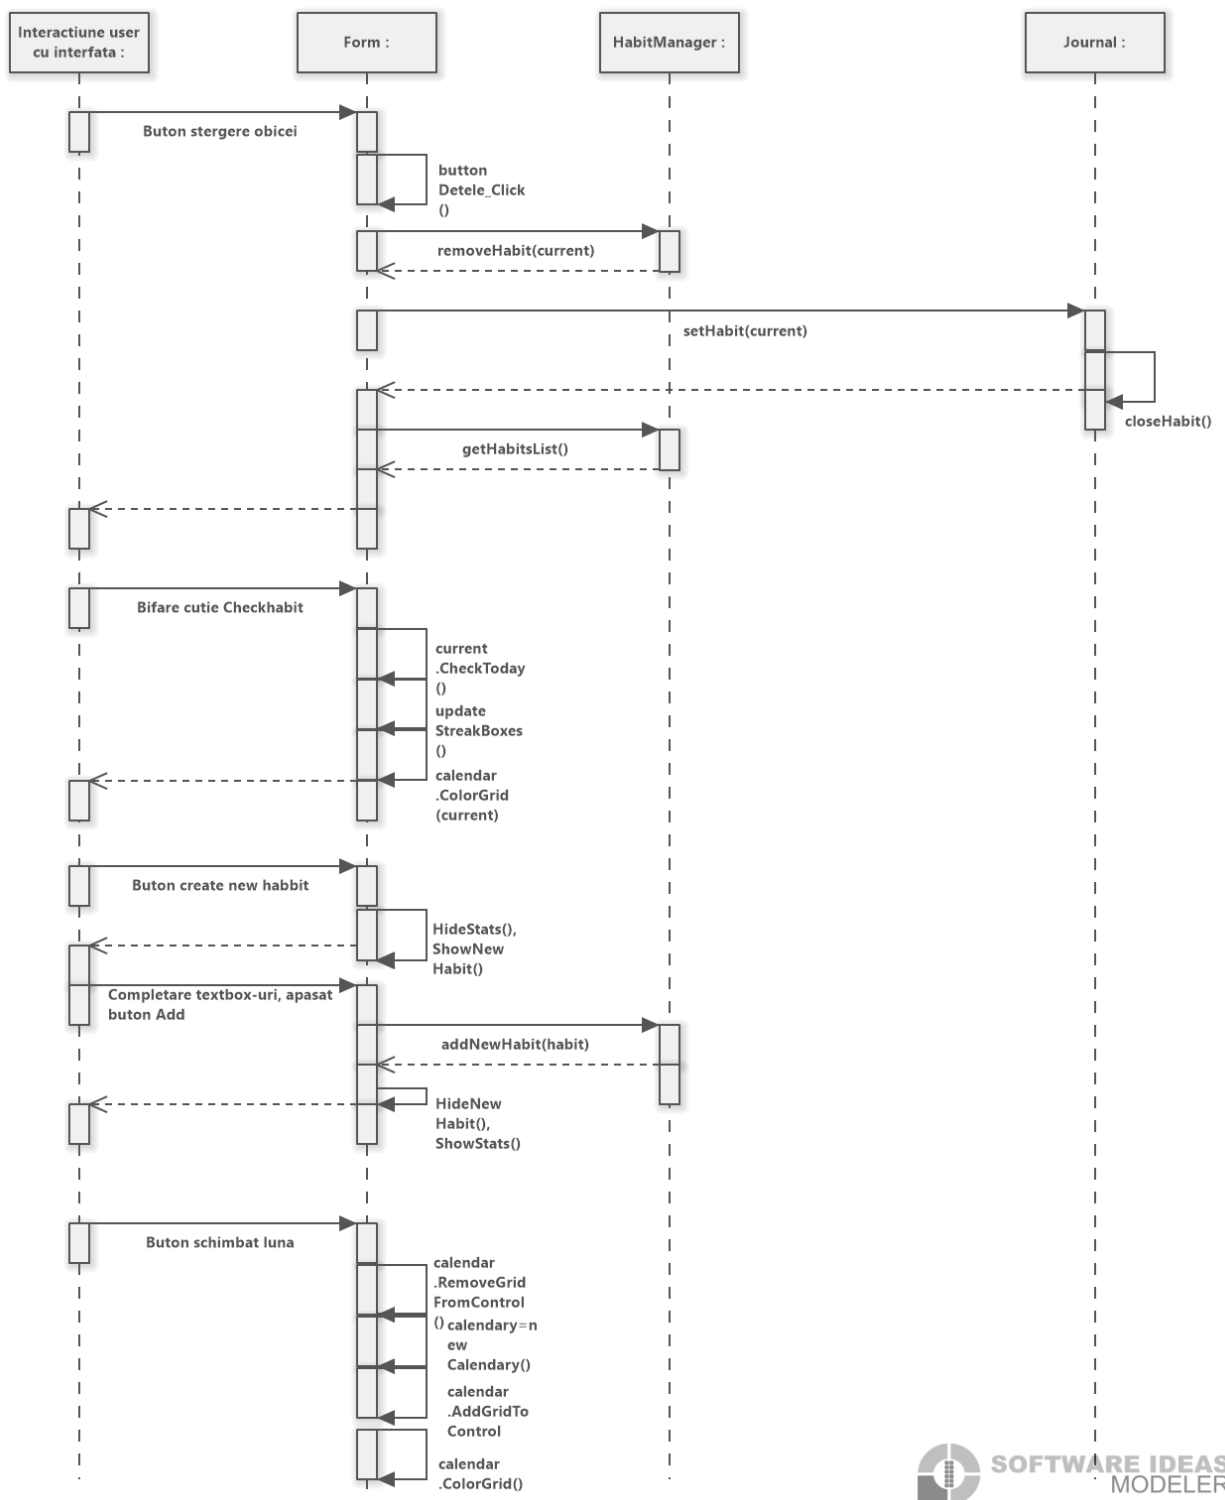 Interactiune user
cu interfata :
Form :
HabitManager :
Journal :
Buton stergere obicei
button
Detele_Click
()
removeHabit(current)
setHabit(current)
closeHabit()
getHabitsList()
Bifare cutie Checkhabit
current
.CheckToday
()
update
StreakBoxes
()
calendar
.ColorGrid
(current)
Buton create new habbit
HideStats(),
ShowNew
Habit()
Completare textbox-uri, apasat
buton Add
addNewHabit(habit)
HideNew
Habit(),
ShowStats()
Buton schimbat luna
calendar
.RemoveGrid
FromControl
()
calendary=n
ew
Calendary()
calendar
.AddGridTo
Control
calendar
.ColorGrid()
SOFTWARE IDEAS
MODELER